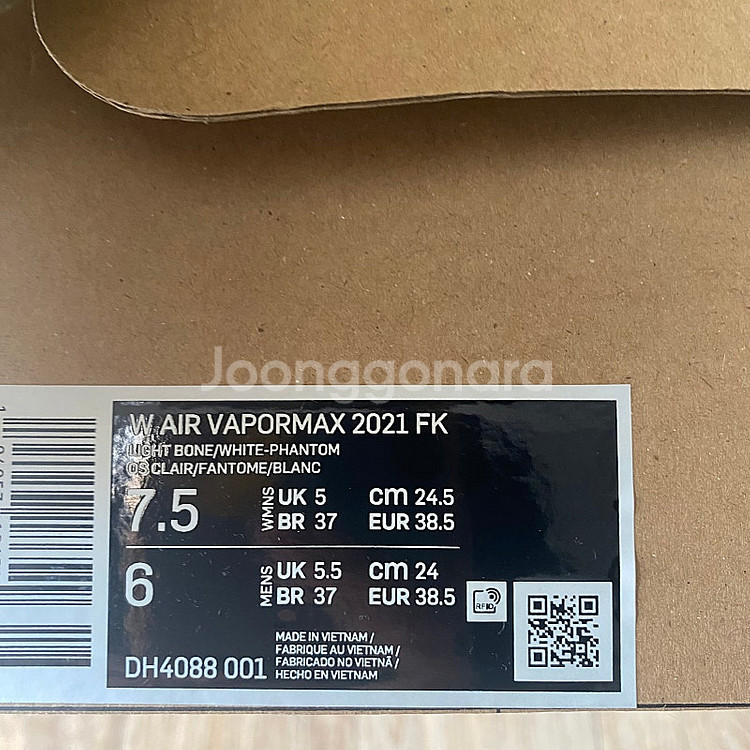 Joonggonara
W AIR VAPORMAX 2021 FK
LIGHT BONE/WHITE-PHANTOM
OS CLAIR/FANTOME/BLANC
7.5 WMNS UK 5 cm 24.5
BR 37 EUR 38.5
6 MENS UK 5.5 cm 24
BR 37 EUR 38.5
RFID
MADE IN VIETNAM /
FABRIQUE AU VIETNAM /
FABRICADO NO VIETNÃ /
HECHO EN VIETNAM
DH4088 001